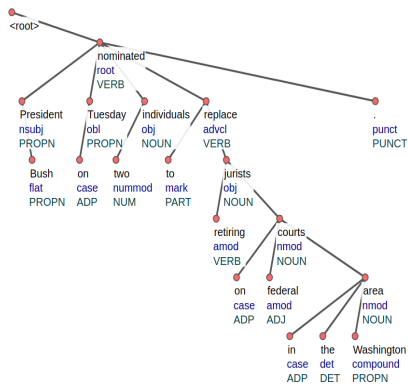 <root>
nominated
root
VERB
President Tuesday individuals replace .
nsubj obl obj advcl punct
PROPN PROPN NOUN VERB PUNCT
Bush on two to jurists
flat case nummod mark obj
PROPN ADP NUM PART NOUN
retiring courts
amod nmod
VERB NOUN
on federal area
case amod nmod
ADP ADJ NOUN
in the Washington
case det compound
ADP DET PROPN